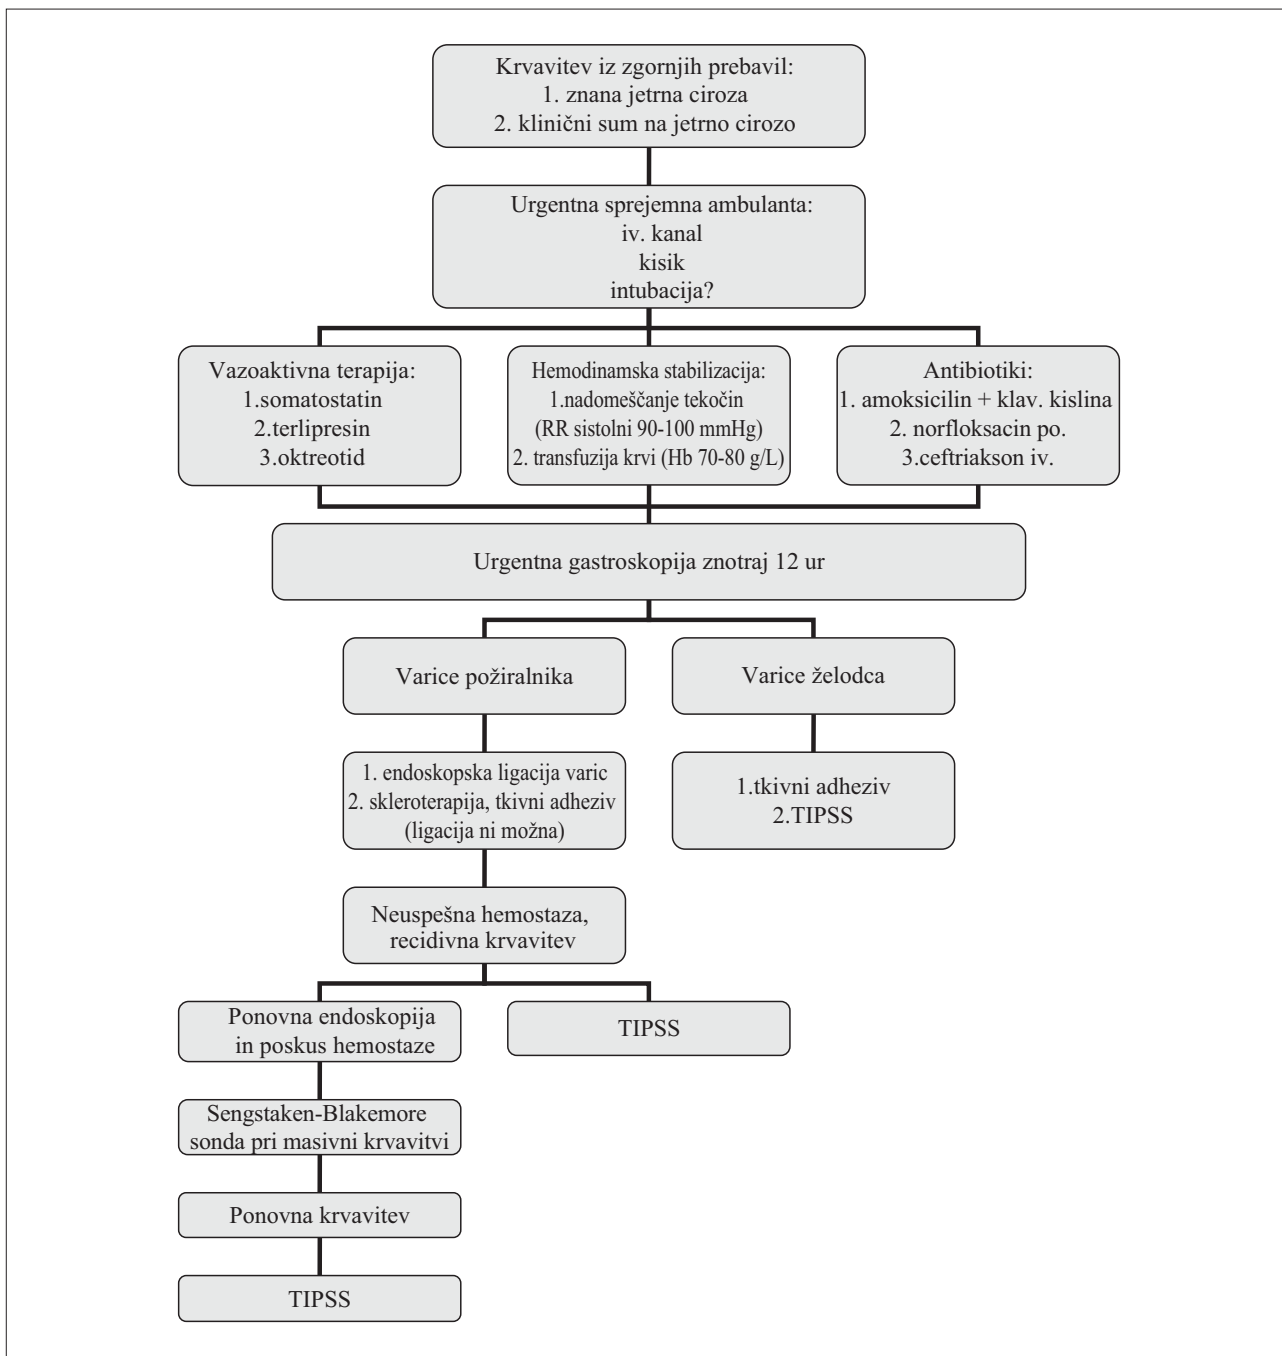 Krvavitev iz zgornjih prebavil:
1. znana jetrna ciroza
2. klinični sum na jetrno cirozo
Urgentna sprejemna ambulanta:
iv. kanal
kisik
intubacija?
Vazoaktivna terapija:
1.somatostatin
2.terlipresin
3.oktreotid
Hemodinamska stabilizacija:
1.nadomeščanje tekočin
(RR sistolni 90-100 mmHg)
2. transfuzija krvi (Hb 70-80 g/L)
Antibiotiki:
1. amoksicilin + klav. kislina
2. norfloksacin po.
3.ceftriakson iv.
Urgentna gastroskopija znotraj 12 ur
Varice požiralnika
Varice želodca
1. endoskopska ligacija varic
2. skleroterapija, tkivni adheziv
(ligacija ni možna)
1.tkivni adheziv
2.TIPSS
Neuspešna hemostaza,
recidivna krvavitev
Ponovna endoskopija
in poskus hemostaze
TIPSS
Sengstaken-Blakemore
sonda pri masivni krvavitvi
Ponovna krvavitev
TIPSS